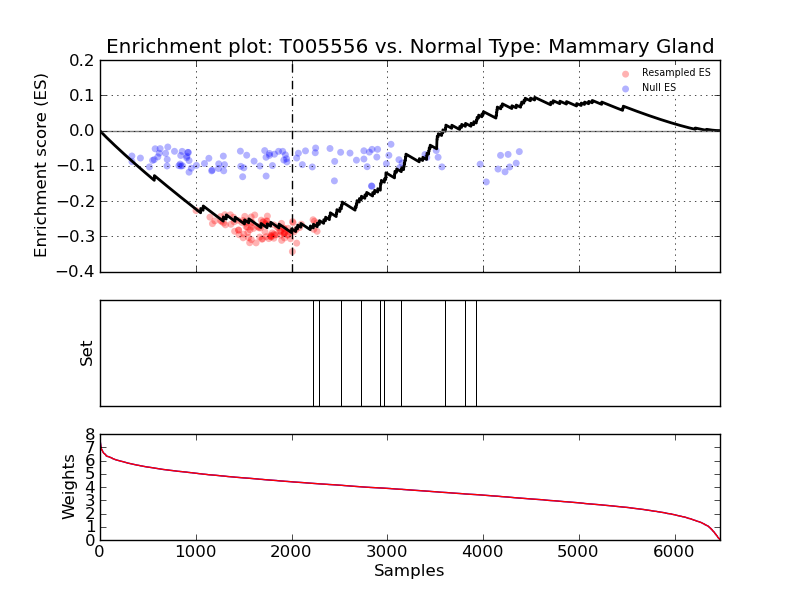 Enrichment plot: T005556 vs. Normal Type: Mammary Gland
Enrichment score (ES)
0.2
0.1
0.0
−0.1
−0.2
−0.3
−0.4
Resampled ES
Null ES
Set
Weights
8
7
6
5
4
3
2
1
0
0 1000 2000 3000 4000 5000 6000
Samples